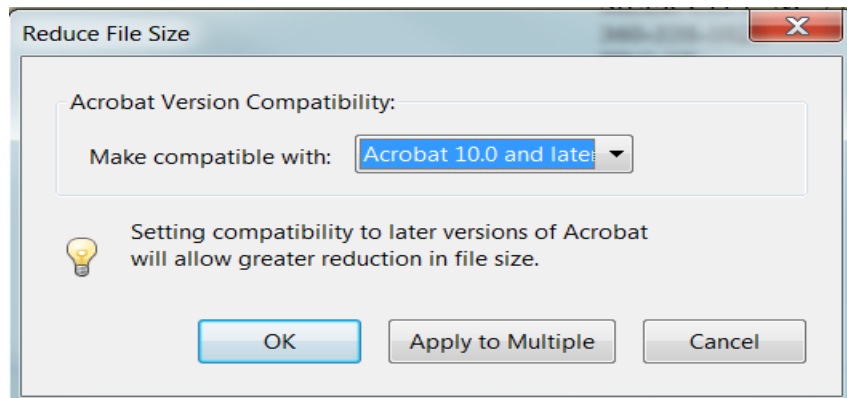 Reduce File Size
Acrobat Version Compatibility:
Make compatible with: Acrobat 10.0 and later
Setting compatibility to later versions of Acrobat
will allow greater reduction in file size.
OK Apply to Multiple Cancel